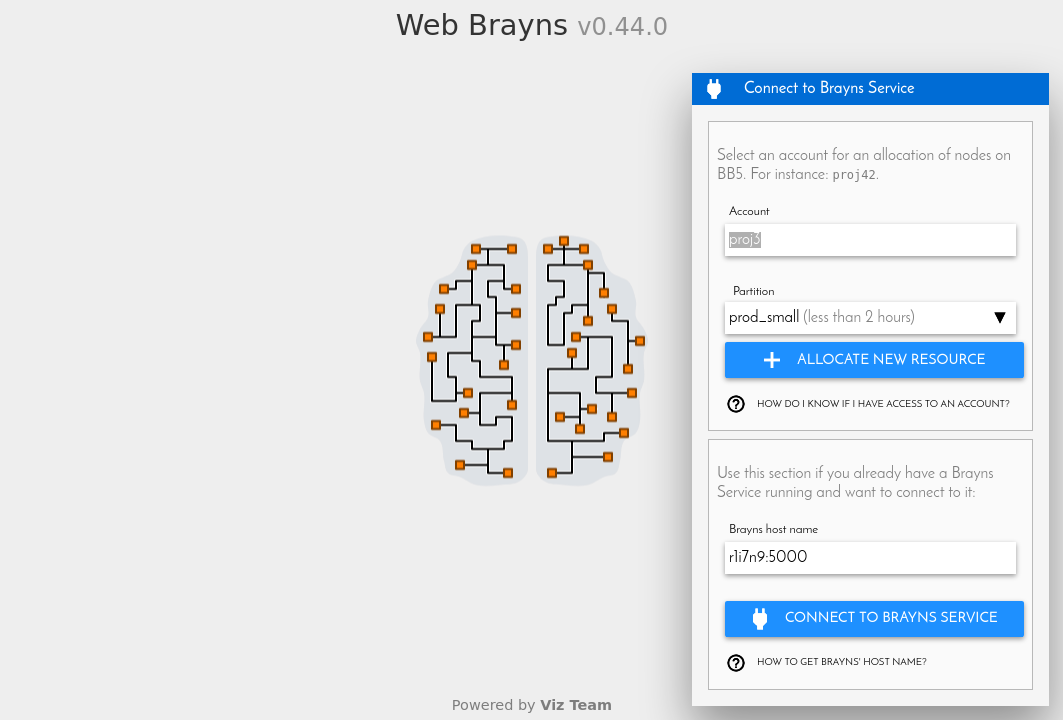 Web Brayns v0.44.0
Connect to Brayns Service
Select an account for an allocation of nodes on
BB5. For instance: proj42.
Account
proj3
Partition
prod_small (less than 2 hours)
ALLOCATE NEW RESOURCE
HOW DO I KNOW IF I HAVE ACCESS TO AN ACCOUNT?
Use this section if you already have a Brayns
Service running and want to connect to it:
Brayns host name
r1i7n9:5000
CONNECT TO BRAYNS SERVICE
HOW TO GET BRAYNS' HOST NAME?
Powered by Viz Team